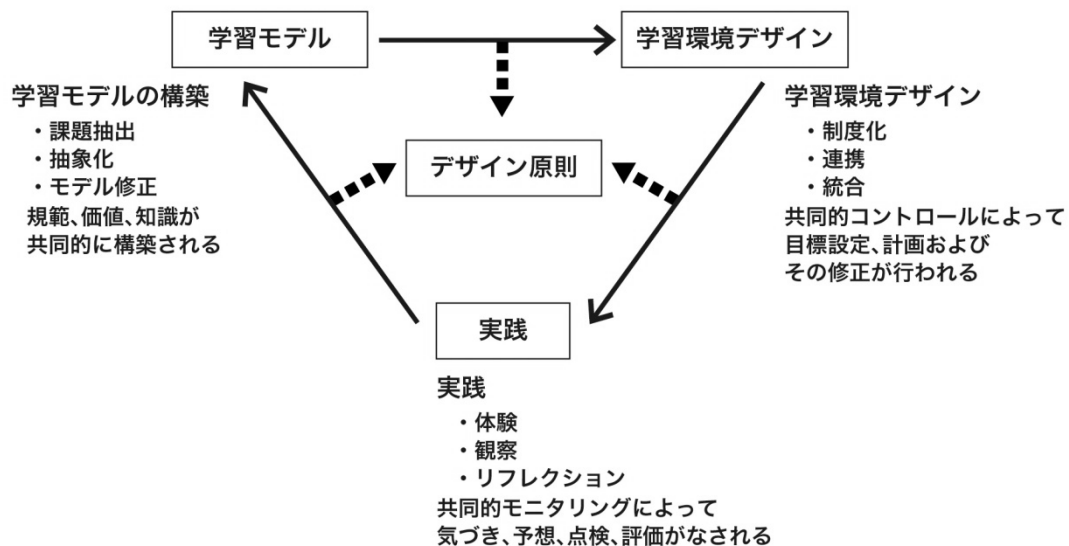 学習モデル
学習環境デザイン
学習モデルの構築
・課題抽出
・抽象化
・モデル修正
規範、価値、知識が
共同的に構築される
デザイン原則
学習環境デザイン
・制度化
・連携
・統合
共同的コントロールによって
目標設定、計画および
その修正が行われる
実践
実践
・体験
・観察
・リフレクション
共同的モニタリングによって
気づき、予想、点検、評価がなされる